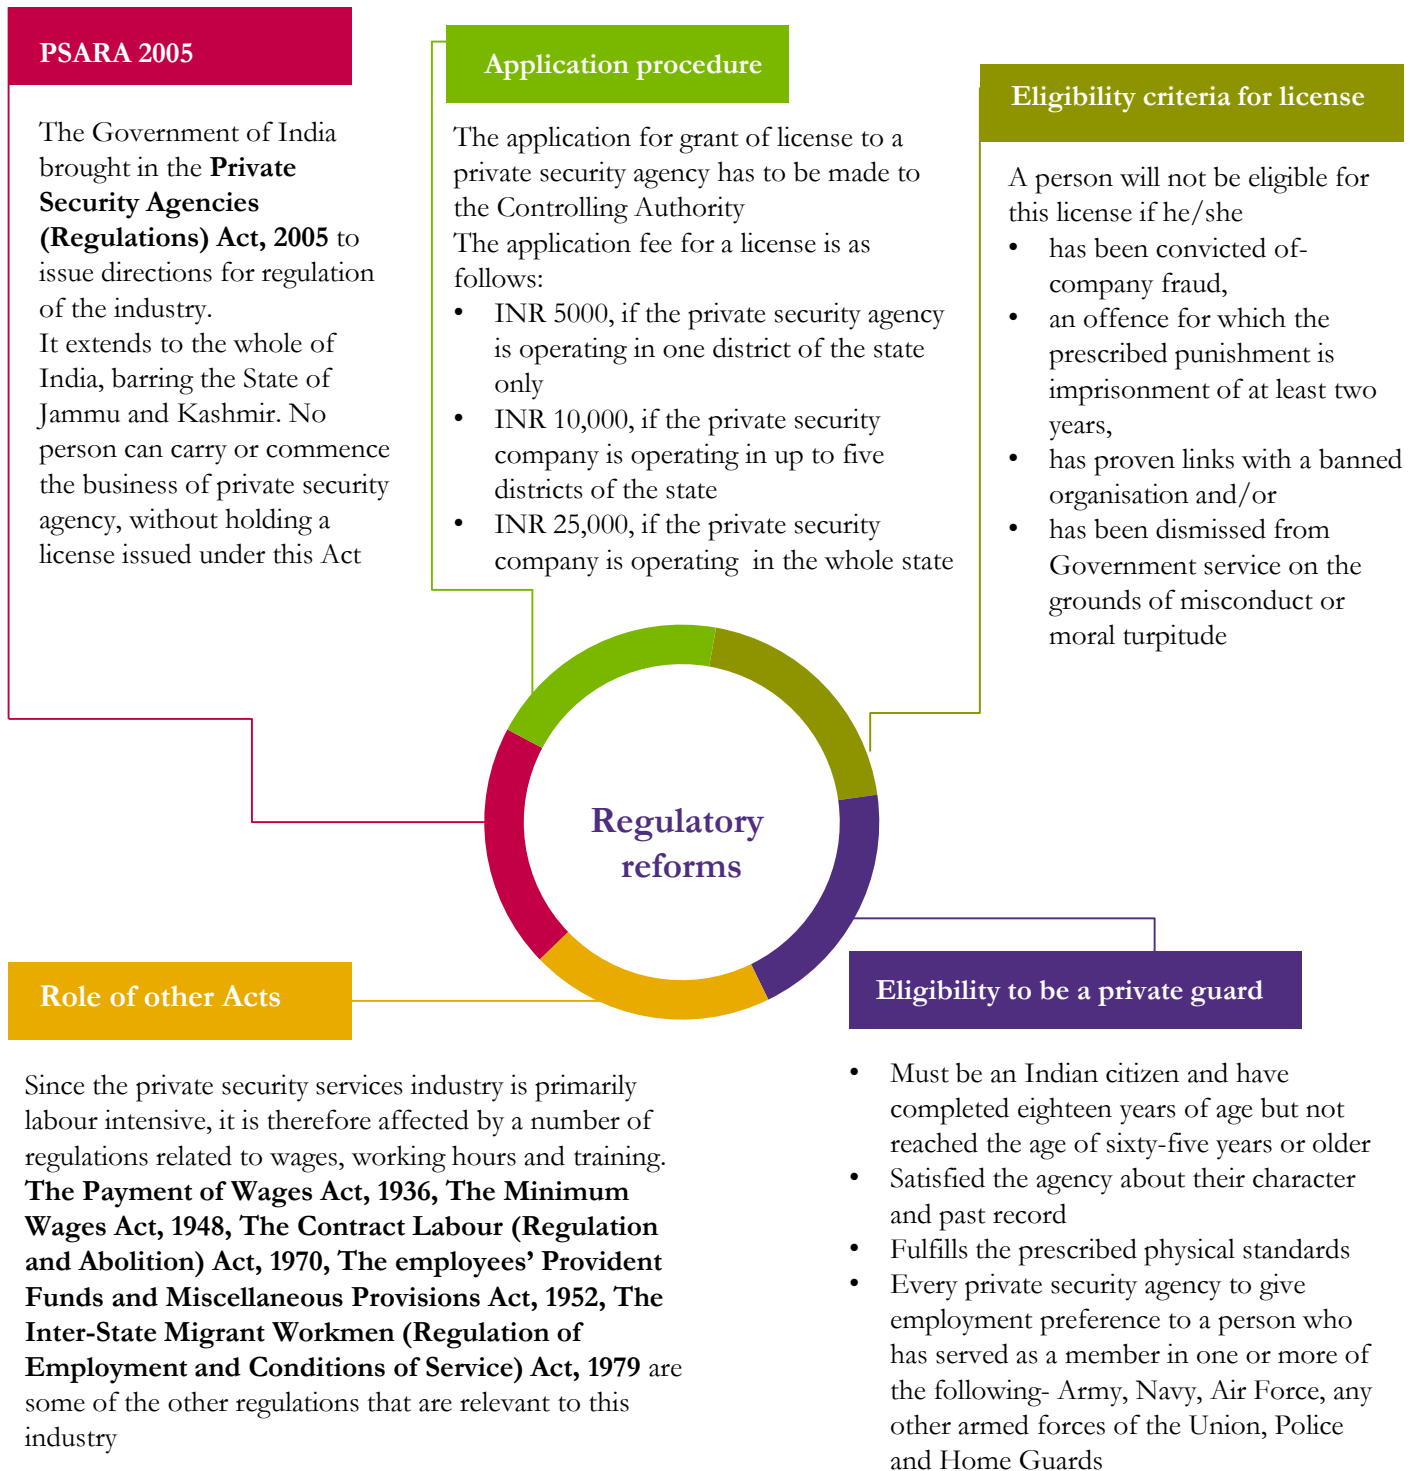 PSARA 2005
The Government of India
brought in the Private
Security Agencies
(Regulations) Act, 2005 to
issue directions for regulation
of the industry.
It extends to the whole of
India, barring the State of
Jammu and Kashmir. No
person can carry or commence
the business of private security
agency, without holding a
license issued under this Act
Application procedure
The application for grant of license to a
private security agency has to be made to
the Controlling Authority
The application fee for a license is as
follows:
• INR 5000, if the private security agency
is operating in one district of the state
only
• INR 10,000, if the private security
company is operating in up to five
districts of the state
• INR 25,000, if the private security
company is operating in the whole state
Eligibility criteria for license
A person will not be eligible for
this license if he/she
• has been convicted of-
company fraud,
• an offence for which the
prescribed punishment is
imprisonment of at least two
years,
• has proven links with a banned
organisation and/or
• has been dismissed from
Government service on the
grounds of misconduct or
moral turpitude
Regulatory
reforms
Role of other Acts
Since the private security services industry is primarily
labour intensive, it is therefore affected by a number of
regulations related to wages, working hours and training.
The Payment of Wages Act, 1936, The Minimum
Wages Act, 1948, The Contract Labour (Regulation
and Abolition) Act, 1970, The employees’ Provident
Funds and Miscellaneous Provisions Act, 1952, The
Inter-State Migrant Workmen (Regulation of
Employment and Conditions of Service) Act, 1979 are
some of the other regulations that are relevant to this
industry
Eligibility to be a private guard
• Must be an Indian citizen and have
completed eighteen years of age but not
reached the age of sixty-five years or older
• Satisfied the agency about their character
and past record
• Fulfills the prescribed physical standards
• Every private security agency to give
employment preference to a person who
has served as a member in one or more of
the following- Army, Navy, Air Force, any
other armed forces of the Union, Police
and Home Guards